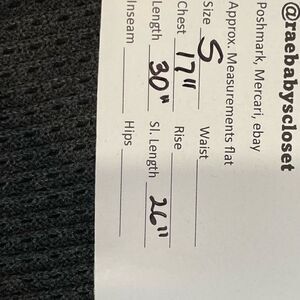 @raebabyscloset
Poshmark, Mercari, ebay
Approx. Measurements flat
Size S Waist
Chest 17" Rise
Length 30" Sl. Length 26"
Inseam Hips